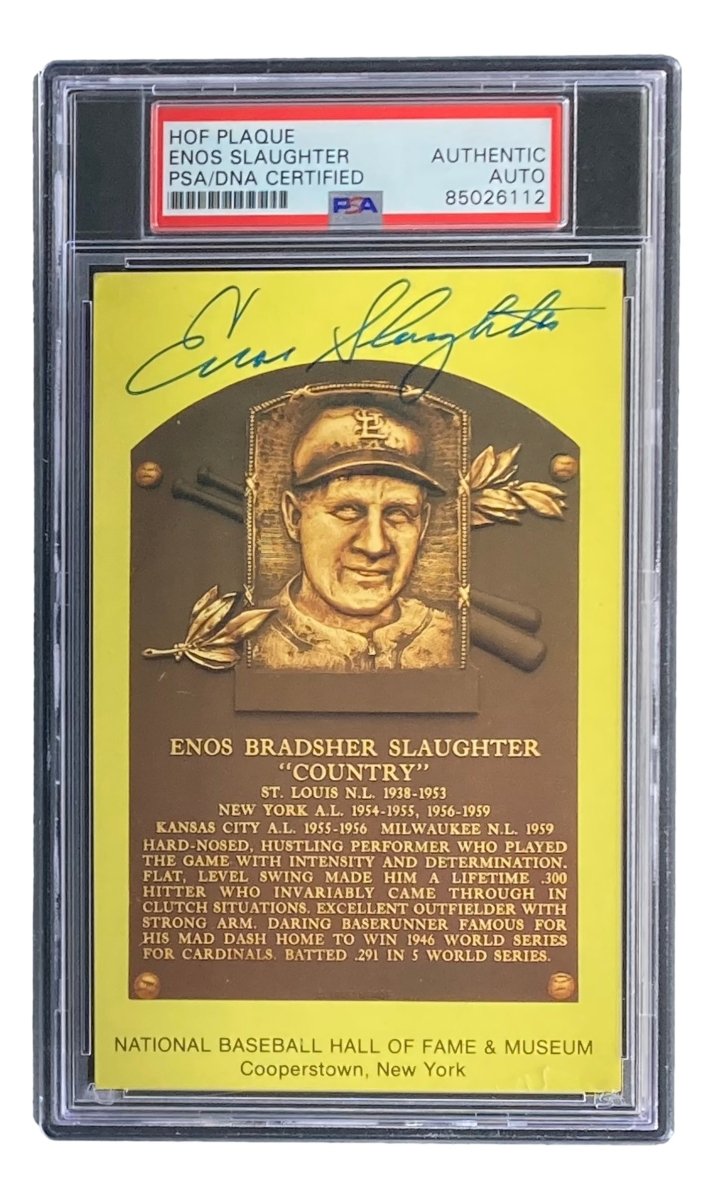 HOF PLAQUE
ENOS SLAUGHTER AUTHENTIC
PSA/DNA CERTIFIED AUTO
PSA 85026112
Enos Slaughter
STL
ENOS BRADSHER SLAUGHTER
“COUNTRY”
ST. LOUIS N.L. 1938-1953
NEW YORK A.L. 1954-1955, 1956-1959
KANSAS CITY A.L. 1955-1956 MILWAUKEE N.L. 1959
HARD-NOSED, HUSTLING PERFORMER WHO PLAYED
THE GAME WITH INTENSITY AND DETERMINATION.
FLAT, LEVEL SWING MADE HIM A LIFETIME .300
HITTER WHO INVARIABLY CAME THROUGH IN
CLUTCH SITUATIONS. EXCELLENT OUTFIELDER WITH
STRONG ARM. DARING BASERUNNER FAMOUS FOR
HIS MAD DASH HOME TO WIN 1946 WORLD SERIES
FOR CARDINALS. BATTED .291 IN 5 WORLD SERIES.
NATIONAL BASEBALL HALL OF FAME & MUSEUM
Cooperstown, New York